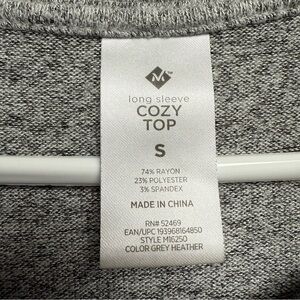 M
long sleeve
COZY
TOP
S
74% RAYON
23% POLYESTER
3% SPANDEX
MADE IN CHINA
RN# 52469
EAN/UPC 193968164850
STYLE M16250
COLOR GREY HEATHER